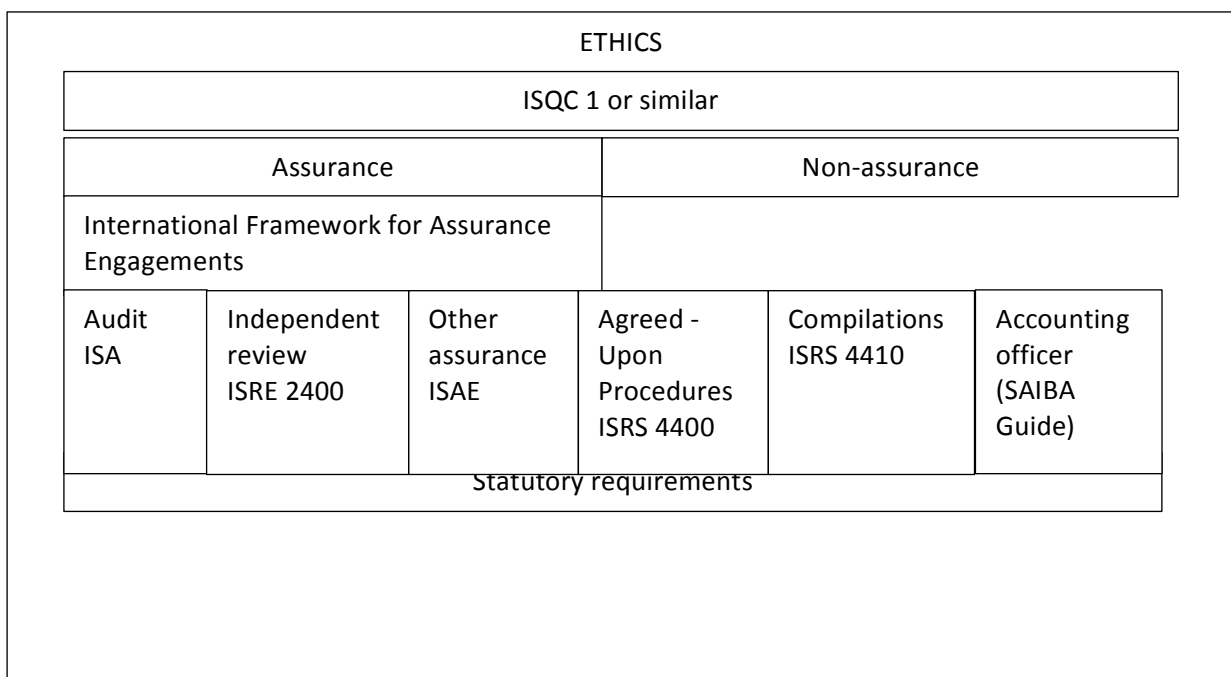 ETHICS
ISQC 1 or similar
Assurance
Non-assurance
International Framework for Assurance
Engagements
Audit
ISA
Independent
review
ISRE 2400
Other
assurance
ISAE
Agreed -
Upon
Procedures
ISRS 4400
Compilations
ISRS 4410
Accounting
officer
(SAIBA
Guide)
Statutory requirements